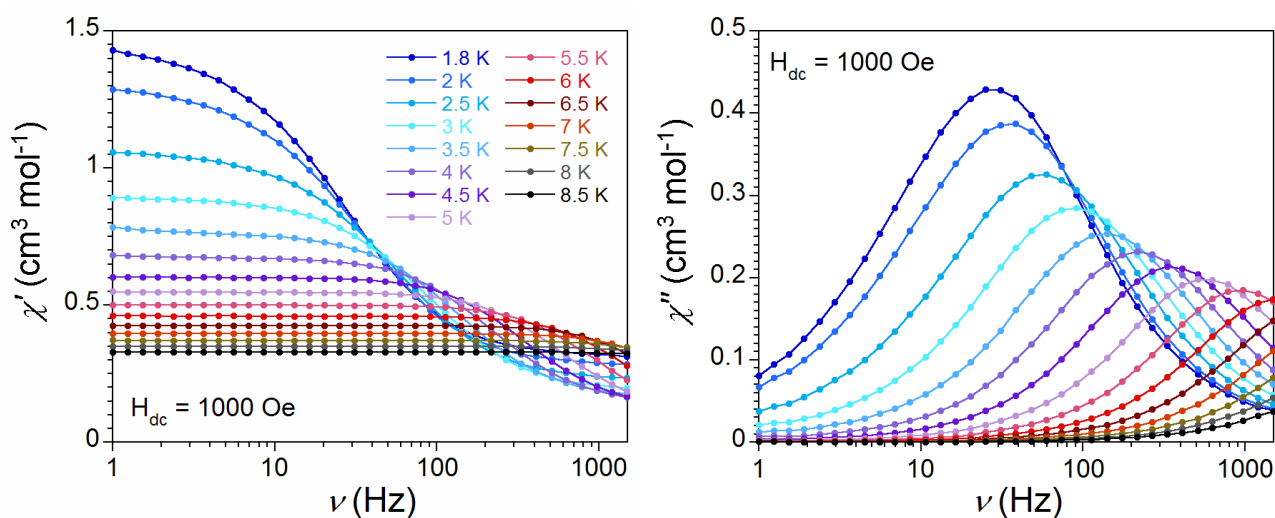 χ′ (cm³ mol⁻¹)
1.5
1
0.5
0
1.8 K
2 K
2.5 K
3 K
3.5 K
4 K
4.5 K
5 K
5.5 K
6 K
6.5 K
7 K
7.5 K
8 K
8.5 K
H_dc = 1000 Oe
1 10 100 1000
ν (Hz)
χ″ (cm³ mol⁻¹)
0.5
0.4
0.3
0.2
0.1
0
H_dc = 1000 Oe
1 10 100 1000
ν (Hz)